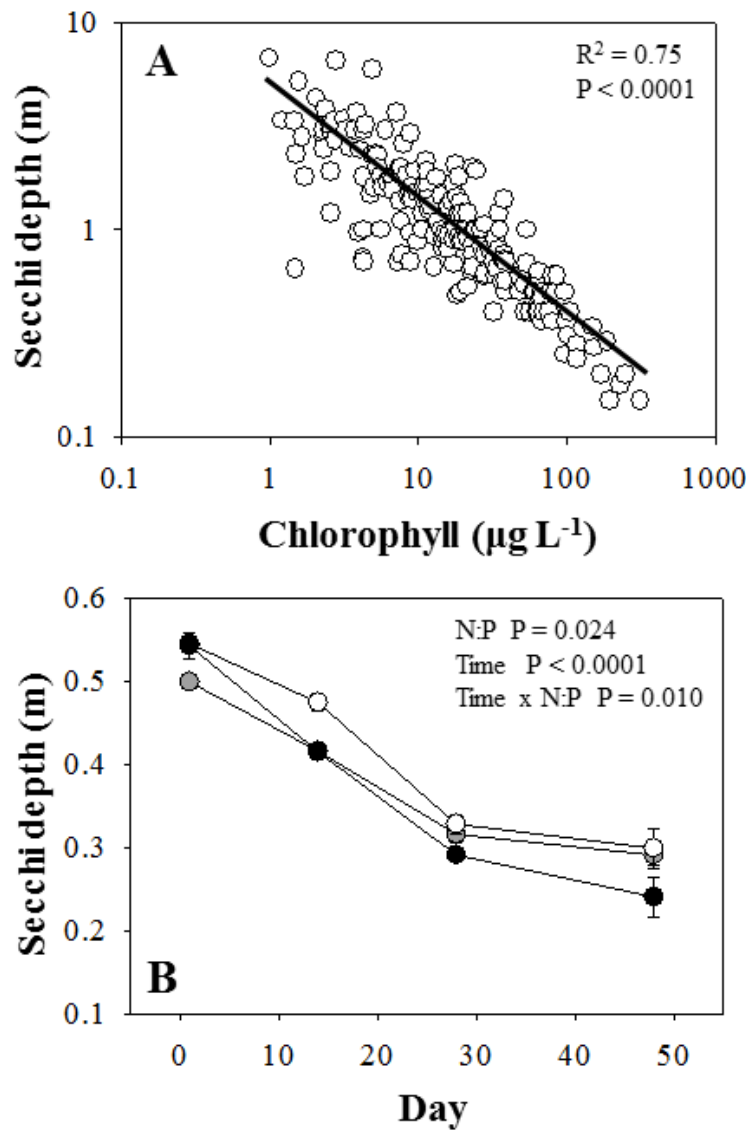 10
A
R² = 0.75
P < 0.0001
Secchi depth (m)
1
0.1
0.1 1 10 100 1000
Chlorophyll (µg L⁻¹)
0.6
N:P P = 0.024
Time P < 0.0001
Time x N:P P = 0.010
0.5
0.4
Secchi depth (m)
0.3
0.2
B
0.1
0 10 20 30 40 50
Day